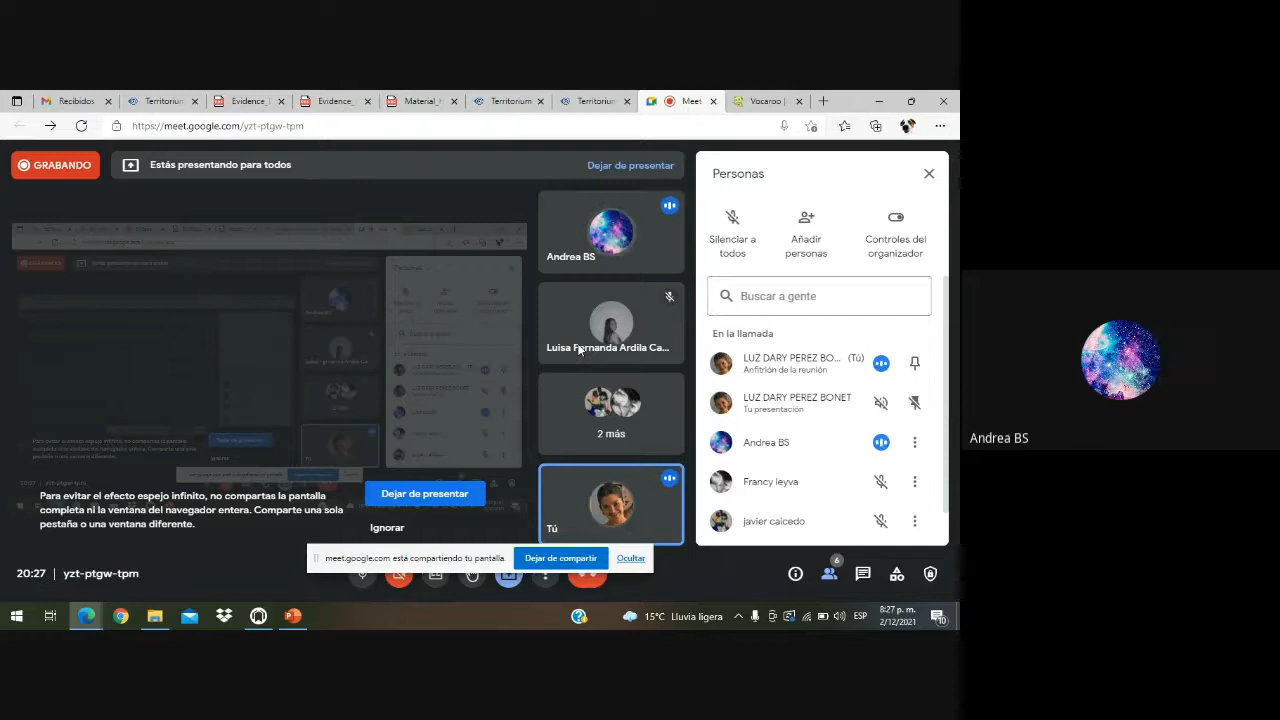 Recibidos
Territorium
Evidence_
Evidence_
Material_h
Territorium
Territorium
Meet
Vocaroo |
https://meet.google.com/yzt-ptgw-tpm
GRABANDO
Estás presentando para todos
Dejar de presentar
Personas
Silenciar a todos
Añadir personas
Controles del organizador
Buscar a gente
En la llamada
LUZ DARY PEREZ BO... (Tú)
Anfitrión de la reunión
LUZ DARY PEREZ BONET
Tu presentación
Andrea BS
Francy leyva
javier caicedo
Andrea BS
Luisa Fernanda Ardila Ca...
2 más
Tú
Para evitar el efecto espejo infinito, no compartas la pantalla
completa ni la ventana del navegador entera. Comparte una sola
pestaña o una ventana diferente.
Dejar de presentar
Ignorar
meet.google.com está compartiendo tu pantalla.
Dejar de compartir
Ocultar
20:27 | yzt-ptgw-tpm
6
15°C Lluvia ligera
ESP
8:27 p. m.
2/12/2021
10
Andrea BS